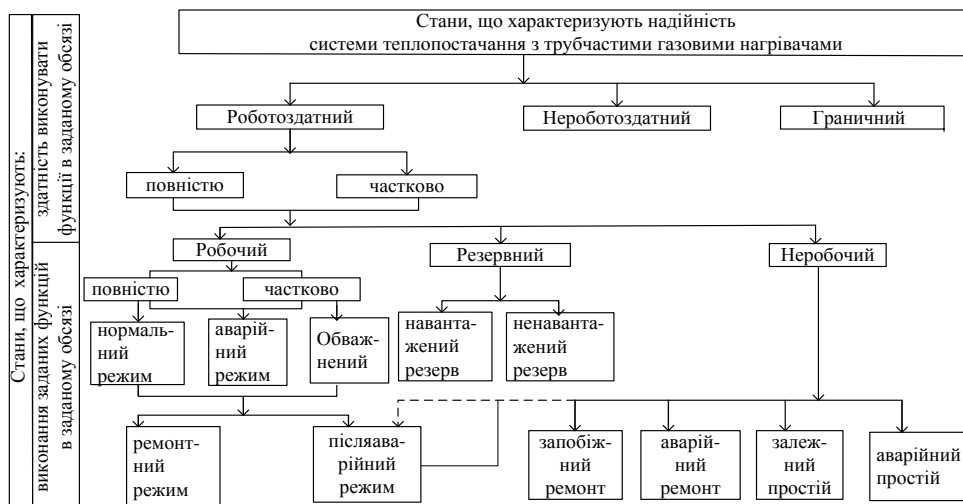 Стани, що характеризують надійність
системи теплопостачання з трубчастими газовими нагрівачами
Стани, що характеризують:
здатність виконувати
функції в заданому обсязі
Роботоздатний
Нероботоздатний
Граничний
повністю
частково
виконання заданих функцій
в заданому обсязі
Робочий
Резервний
Неробочий
повністю
частково
нормаль-
ний
режим
аварій-
ний
режим
Обваж-
нений
наванта-
жений
резерв
ненаванта-
жений
резерв
ремонт-
ний
режим
післяава-
рійний
режим
запобіж-
ний
ремонт
аварій-
ний
ремонт
залеж-
ний
простій
аварійний
простій